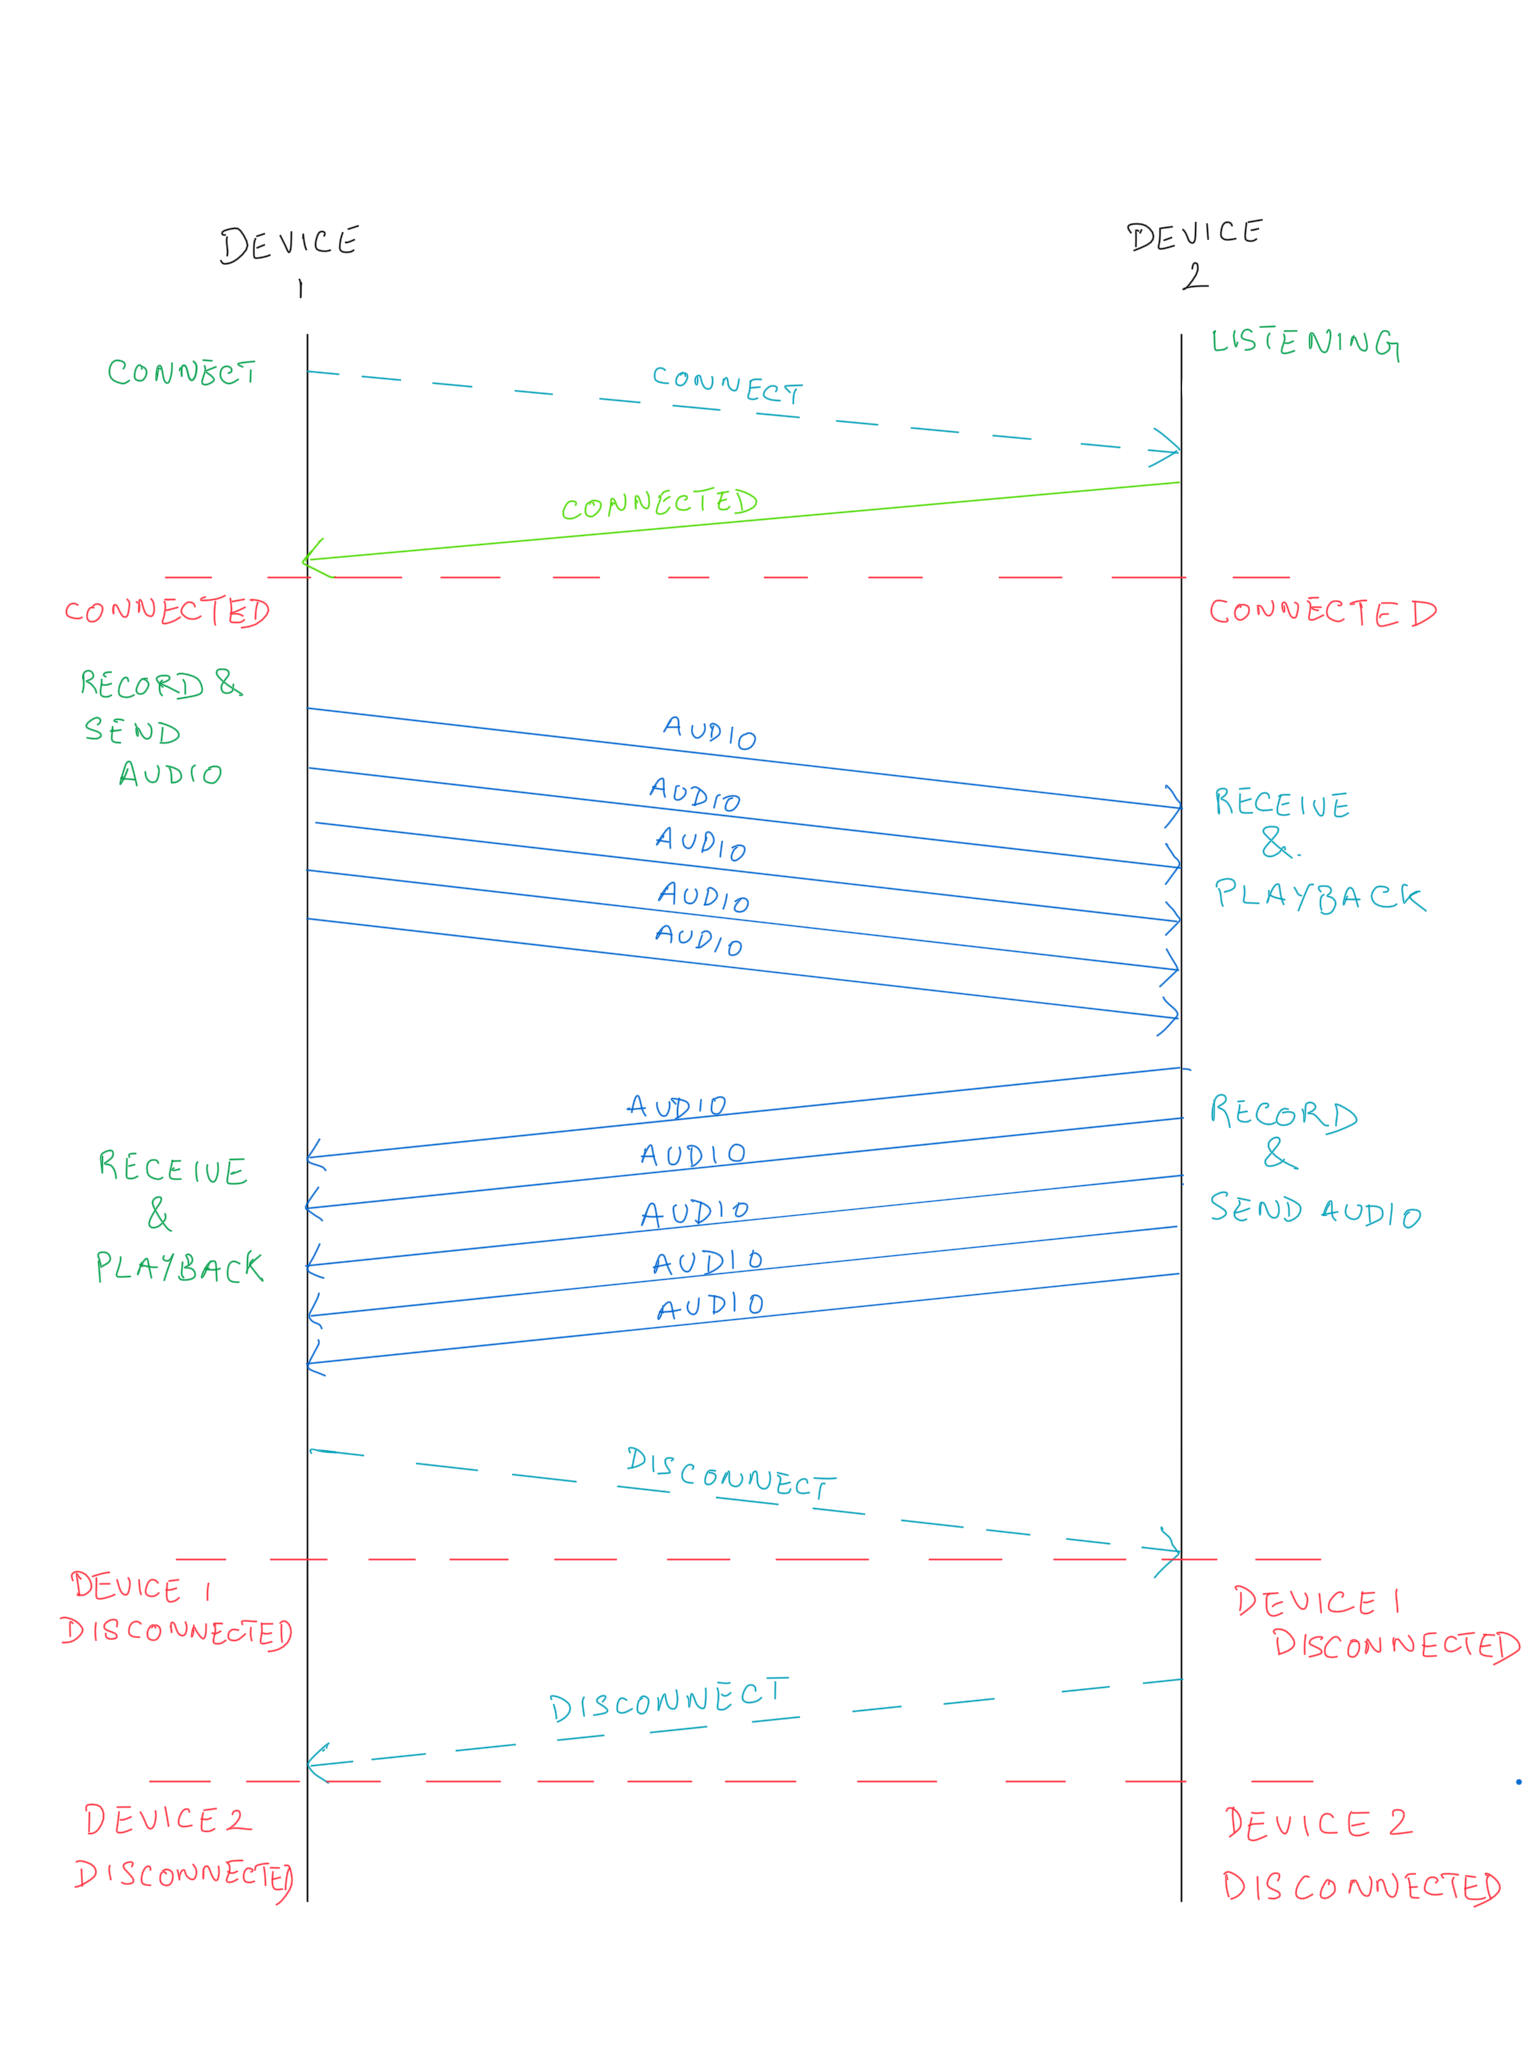 DEVICE
1
DEVICE
2
LISTENING
CONNECT
CONNECT
CONNECTED
CONNECTED
CONNECTED
RECORD &
SEND
AUDIO
AUDIO
AUDIO
AUDIO
AUDIO
AUDIO
RECEIVE
&
PLAYBACK
AUDIO
AUDIO
AUDIO
AUDIO
AUDIO
RECORD
&
SEND AUDIO
RECEIVE
&
PLAYBACK
DISCONNECT
DEVICE 1
DISCONNECTED
DEVICE 1
DISCONNECTED
DISCONNECT
DEVICE 2
DISCONNECTED
DEVICE 2
DISCONNECTED